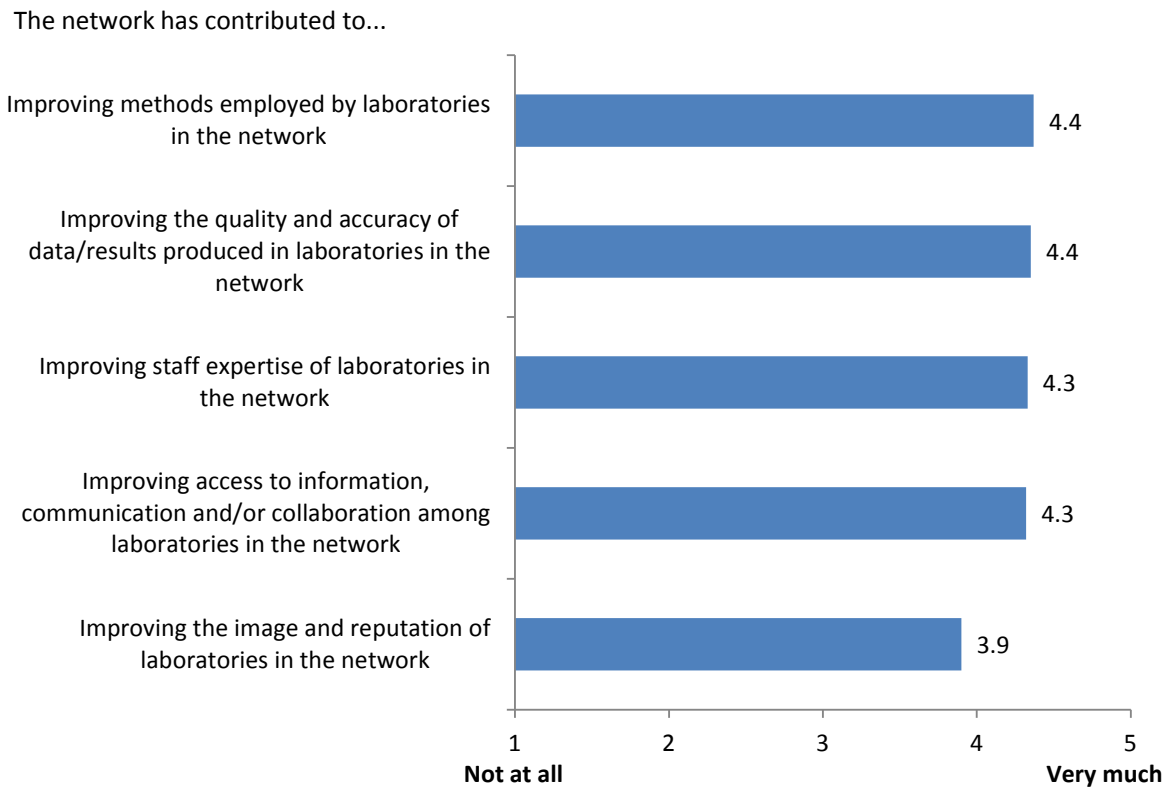 The network has contributed to...
Improving methods employed by laboratories
in the network
4.4
Improving the quality and accuracy of
data/results produced in laboratories in the
network
4.4
Improving staff expertise of laboratories in
the network
4.3
Improving access to information,
communication and/or collaboration among
laboratories in the network
4.3
Improving the image and reputation of
laboratories in the network
3.9
1 2 3 4 5
Not at all Very much